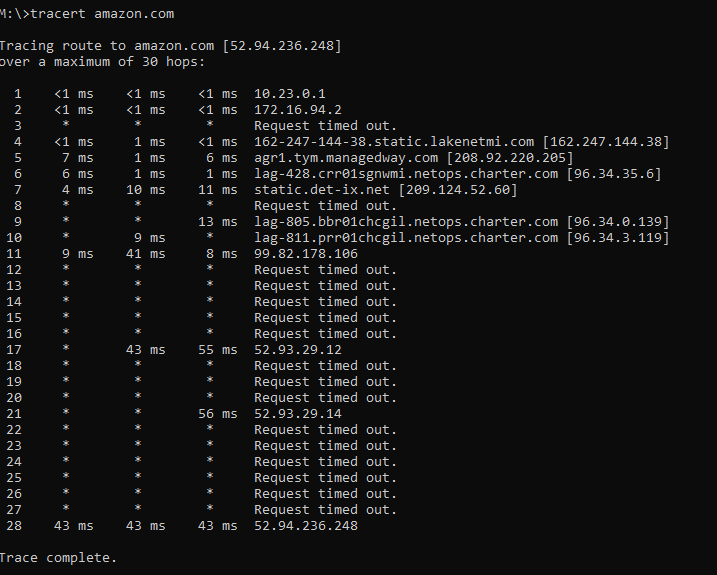 M:\>tracert amazon.com
Tracing route to amazon.com [52.94.236.248]
over a maximum of 30 hops:
1 <1 ms <1 ms <1 ms 10.23.0.1
2 <1 ms <1 ms <1 ms 172.16.94.2
3 * * * Request timed out.
4 <1 ms 1 ms <1 ms 162-247-144-38.static.lakenetmi.com [162.247.144.38]
5 7 ms 1 ms 6 ms agr1.tym.managedway.com [208.92.220.205]
6 6 ms 1 ms 1 ms lag-428.crr01sgnwmi.netops.charter.com [96.34.35.6]
7 4 ms 10 ms 11 ms static.det-ix.net [209.124.52.60]
8 * * * Request timed out.
9 * * 13 ms lag-805.bbr01chcgil.netops.charter.com [96.34.0.139]
10 * 9 ms * lag-811.prr01chcgil.netops.charter.com [96.34.3.119]
11 9 ms 41 ms 8 ms 99.82.178.106
12 * * * Request timed out.
13 * * * Request timed out.
14 * * * Request timed out.
15 * * * Request timed out.
16 * * * Request timed out.
17 * 43 ms 55 ms 52.93.29.12
18 * * * Request timed out.
19 * * * Request timed out.
20 * * * Request timed out.
21 * * 56 ms 52.93.29.14
22 * * * Request timed out.
23 * * * Request timed out.
24 * * * Request timed out.
25 * * * Request timed out.
26 * * * Request timed out.
27 * * * Request timed out.
28 43 ms 43 ms 43 ms 52.94.236.248
Trace complete.